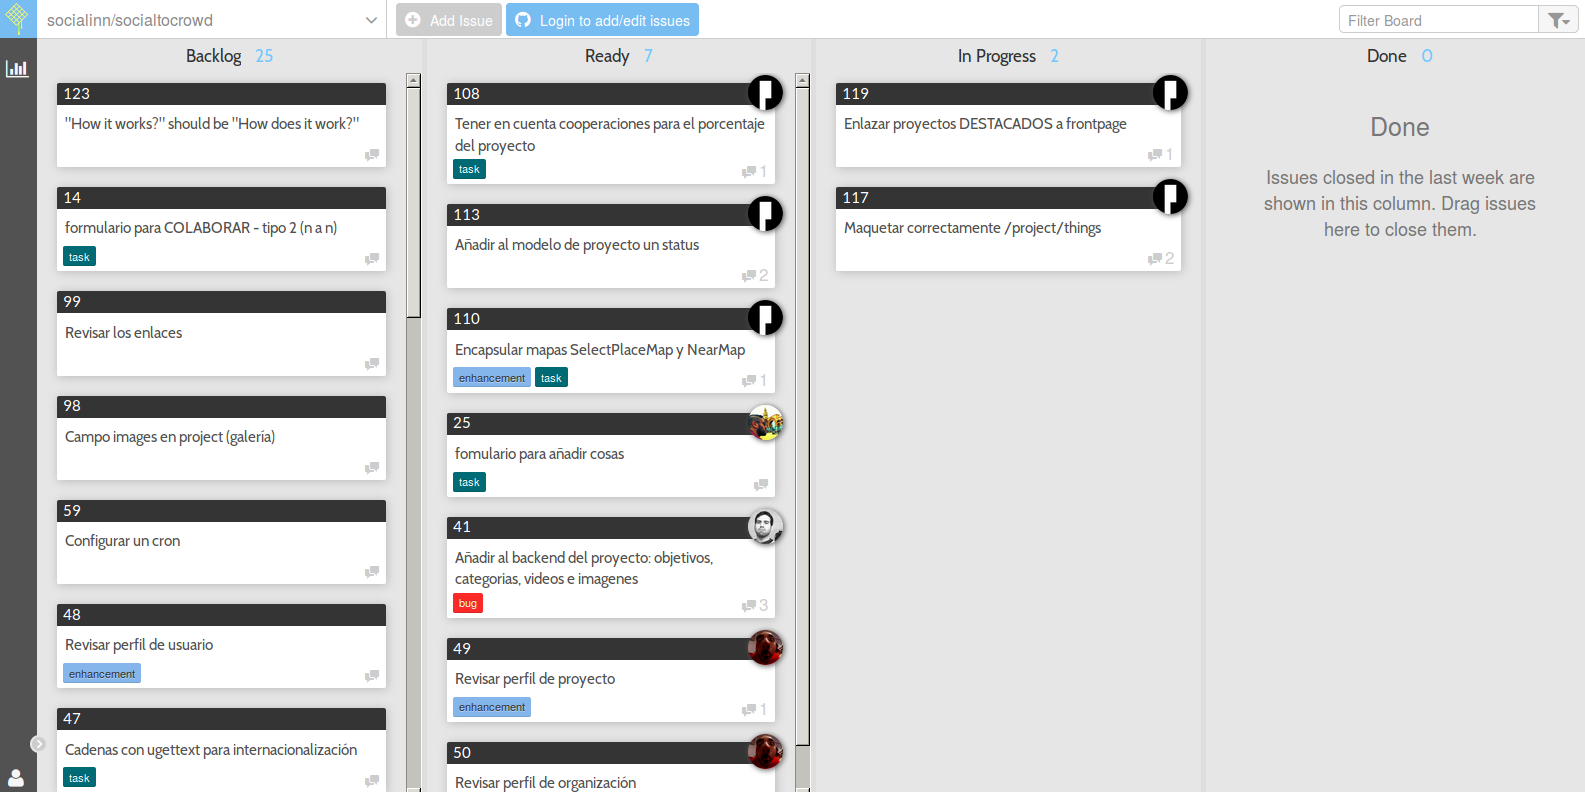 socialinn/socialtocrowd
Add Issue
Login to add/edit issues
Filter Board
Backlog 25
123
"How it works?" should be "How does it work?"
14
formulario para COLABORAR - tipo 2 (n a n)
task
99
Revisar los enlaces
98
Campo images en project (galería)
59
Configurar un cron
48
Revisar perfil de usuario
enhancement
47
Cadenas con ugettext para internacionalización
task
Ready 7
108
Tener en cuenta cooperaciones para el porcentaje
del proyecto
task
1
113
Añadir al modelo de proyecto un status
2
110
Encapsular mapas SelectPlaceMap y NearMap
enhancement task
1
25
fomulario para añadir cosas
task
41
Añadir al backend del proyecto: objetivos,
categorias, videos e imagenes
bug
3
49
Revisar perfil de proyecto
enhancement
1
50
Revisar perfil de organización
In Progress 2
119
Enlazar proyectos DESTACADOS a frontpage
1
117
Maquetar correctamente /project/things
2
Done 0
Done
Issues closed in the last week are
shown in this column. Drag issues
here to close them.